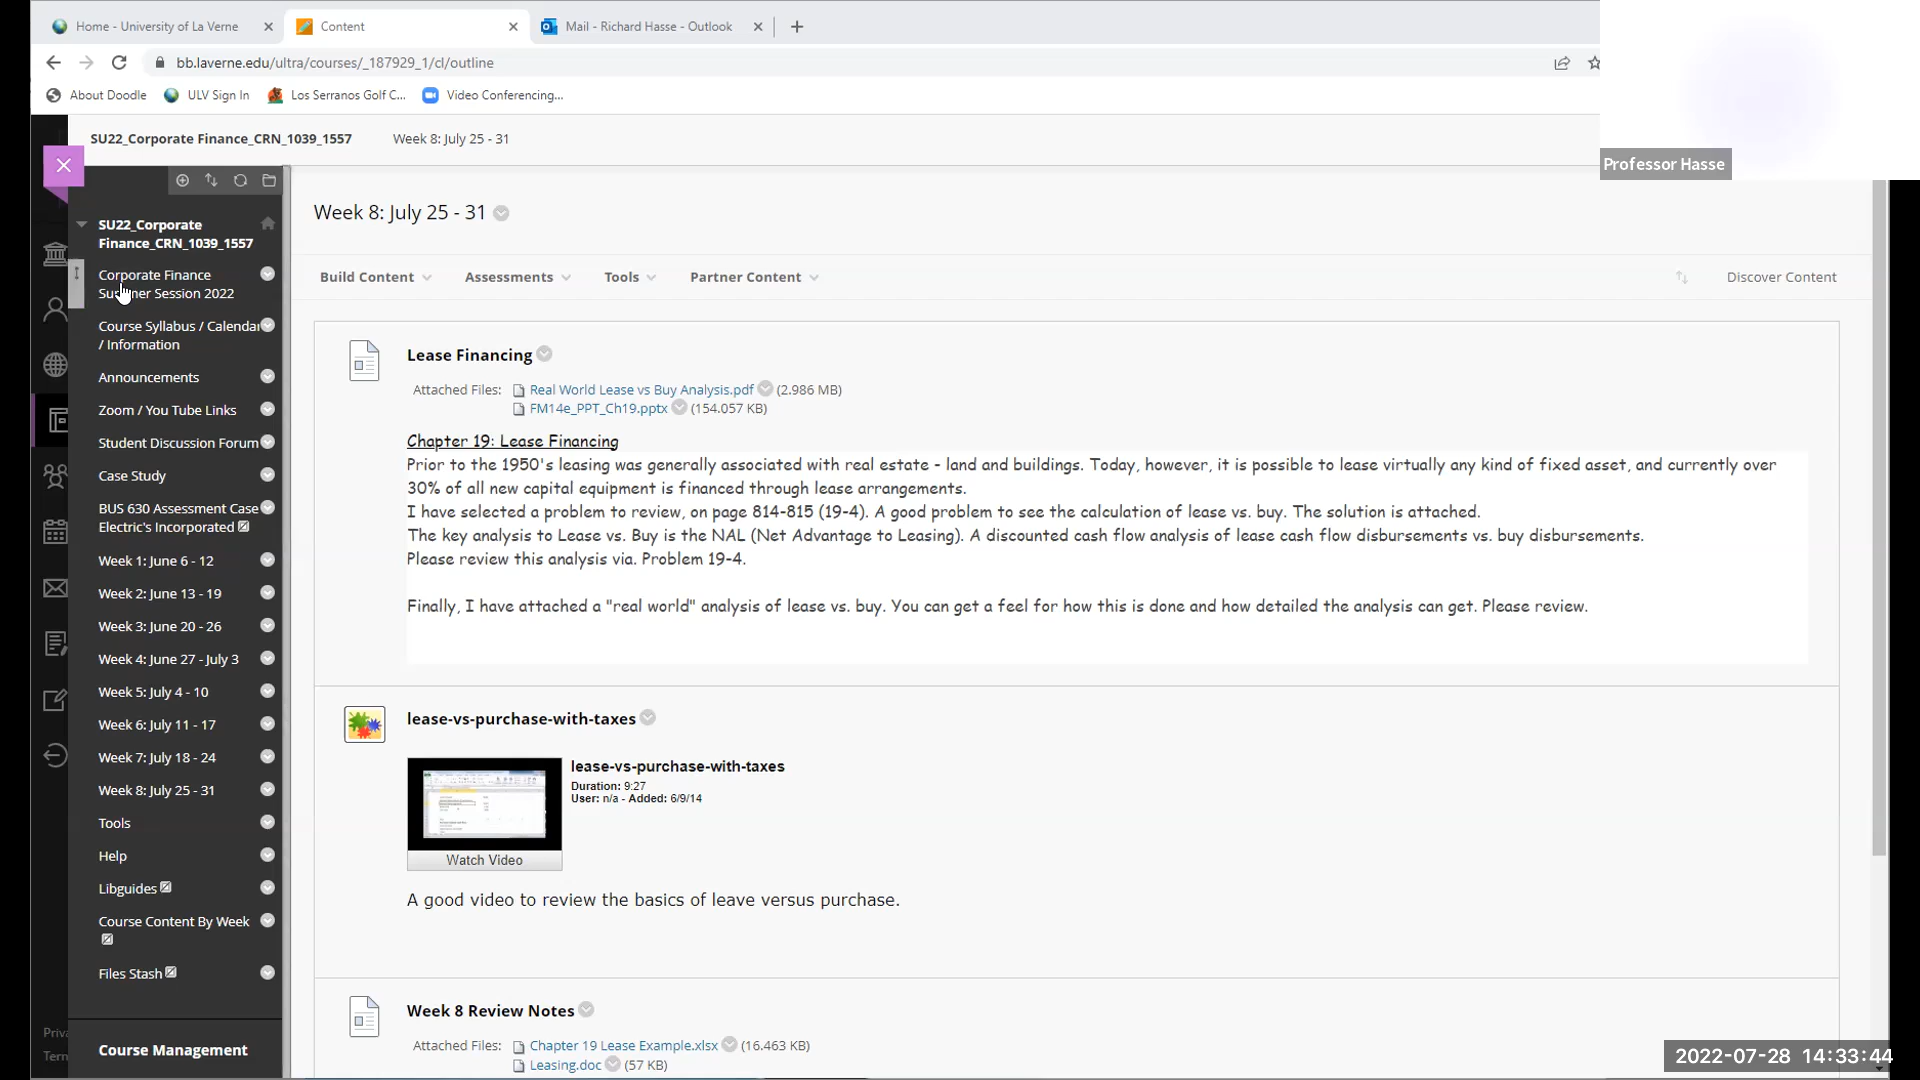 Home - University of La Verne
Content
Mail - Richard Hasse - Outlook
bb.laverne.edu/ultra/courses/_187929_1/cl/outline
About Doodle
ULV Sign In
Los Serranos Golf C...
Video Conferencing...
Professor Hasse
SU22_Corporate Finance_CRN_1039_1557
Week 8: July 25 - 31
SU22_Corporate
Finance_CRN_1039_1557
Corporate Finance
Summer Session 2022
Course Syllabus / Calendar
/ Information
Announcements
Zoom / You Tube Links
Student Discussion Forum
Case Study
BUS 630 Assessment Case
Electric's Incorporated
Week 1: June 6 - 12
Week 2: June 13 - 19
Week 3: June 20 - 26
Week 4: June 27 - July 3
Week 5: July 4 - 10
Week 6: July 11 - 17
Week 7: July 18 - 24
Week 8: July 25 - 31
Tools
Help
Libguides
Course Content By Week
Files Stash
Priva
Term
Course Management
Week 8: July 25 - 31
Build Content
Assessments
Tools
Partner Content
Discover Content
Lease Financing
Attached Files: Real World Lease vs Buy Analysis.pdf (2.986 MB)
FM14e_PPT_Ch19.pptx (154.057 KB)
Chapter 19: Lease Financing
Prior to the 1950's leasing was generally associated with real estate - land and buildings. Today, however, it is possible to lease virtually any kind of fixed asset, and currently over
30% of all new capital equipment is financed through lease arrangements.
I have selected a problem to review, on page 814-815 (19-4). A good problem to see the calculation of lease vs. buy. The solution is attached.
The key analysis to Lease vs. Buy is the NAL (Net Advantage to Leasing). A discounted cash flow analysis of lease cash flow disbursements vs. buy disbursements.
Please review this analysis via. Problem 19-4.
Finally, I have attached a "real world" analysis of lease vs. buy. You can get a feel for how this is done and how detailed the analysis can get. Please review.
lease-vs-purchase-with-taxes
lease-vs-purchase-with-taxes
Duration: 9:27
User: n/a - Added: 6/9/14
Watch Video
A good video to review the basics of leave versus purchase.
Week 8 Review Notes
Attached Files: Chapter 19 Lease Example.xlsx (16.463 KB)
Leasing.doc (57 KB)
2022-07-28 14:33:44